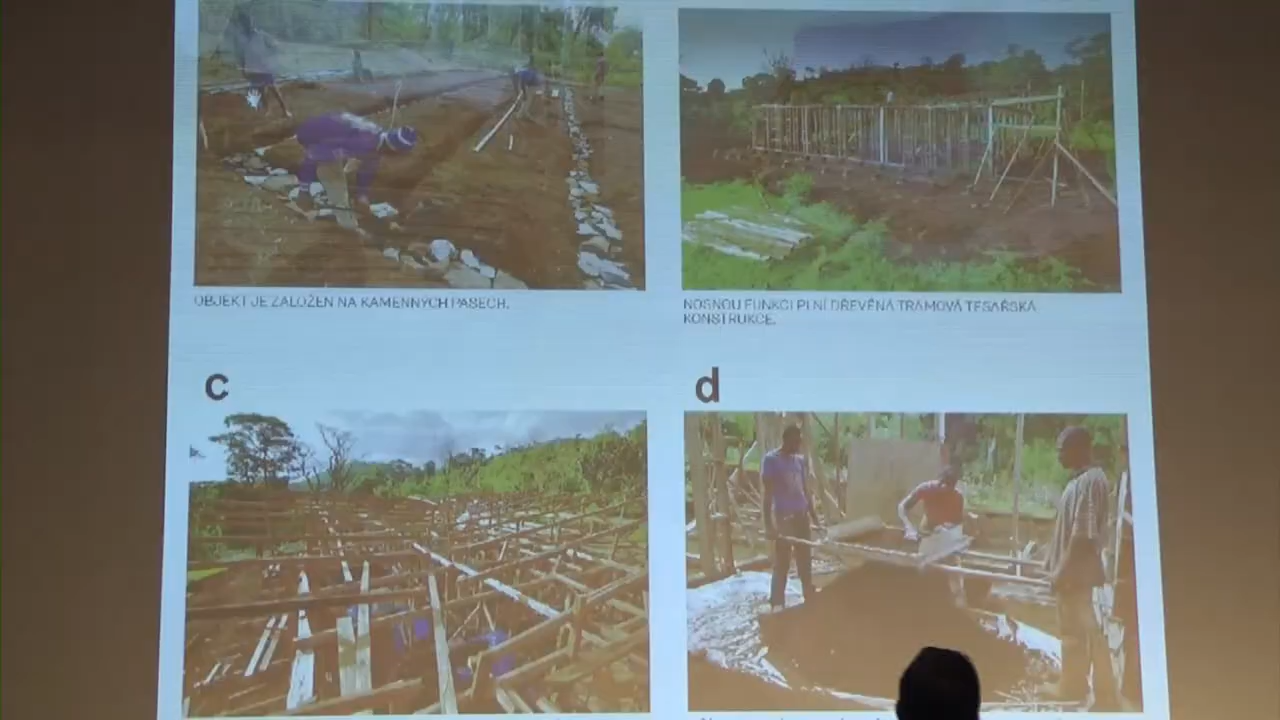 OBJEKT JE ZALOŽEN NA KAMENNÝCH PASECH.
NOSNOU FUNKCI PLNÍ DŘEVĚNÁ TRÁMOVÁ TESAŘSKÁ
KONSTRUKCE.
c
d